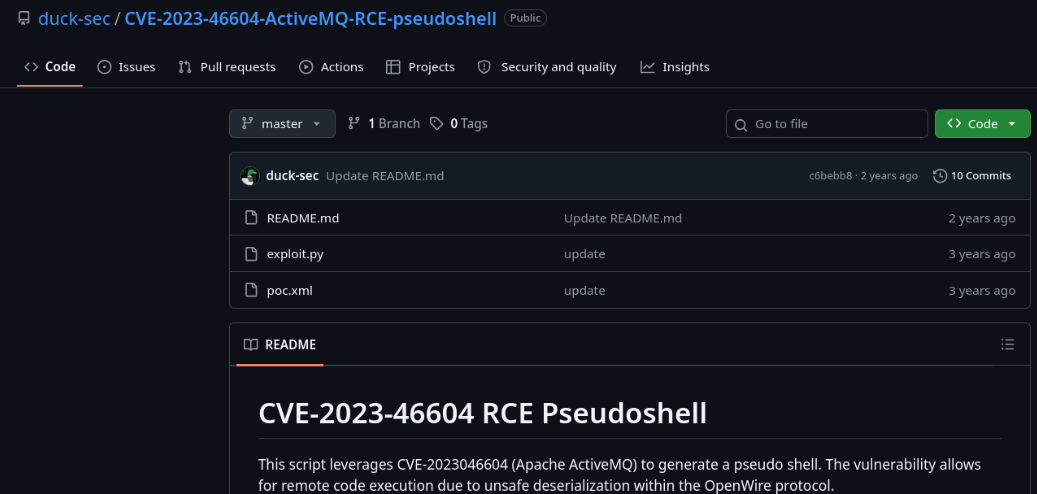 duck-sec / CVE-2023-46604-ActiveMQ-RCE-pseudoshell Public
Code Issues Pull requests Actions Projects Security and quality Insights
master 1 Branch 0 Tags Go to file Code
duck-sec Update README.md c6bebb8 · 2 years ago 10 Commits
README.md Update README.md 2 years ago
exploit.py update 3 years ago
poc.xml update 3 years ago
README
CVE-2023-46604 RCE Pseudoshell
This script leverages CVE-2023046604 (Apache ActiveMQ) to generate a pseudo shell. The vulnerability allows
for remote code execution due to unsafe deserialization within the OpenWire protocol.